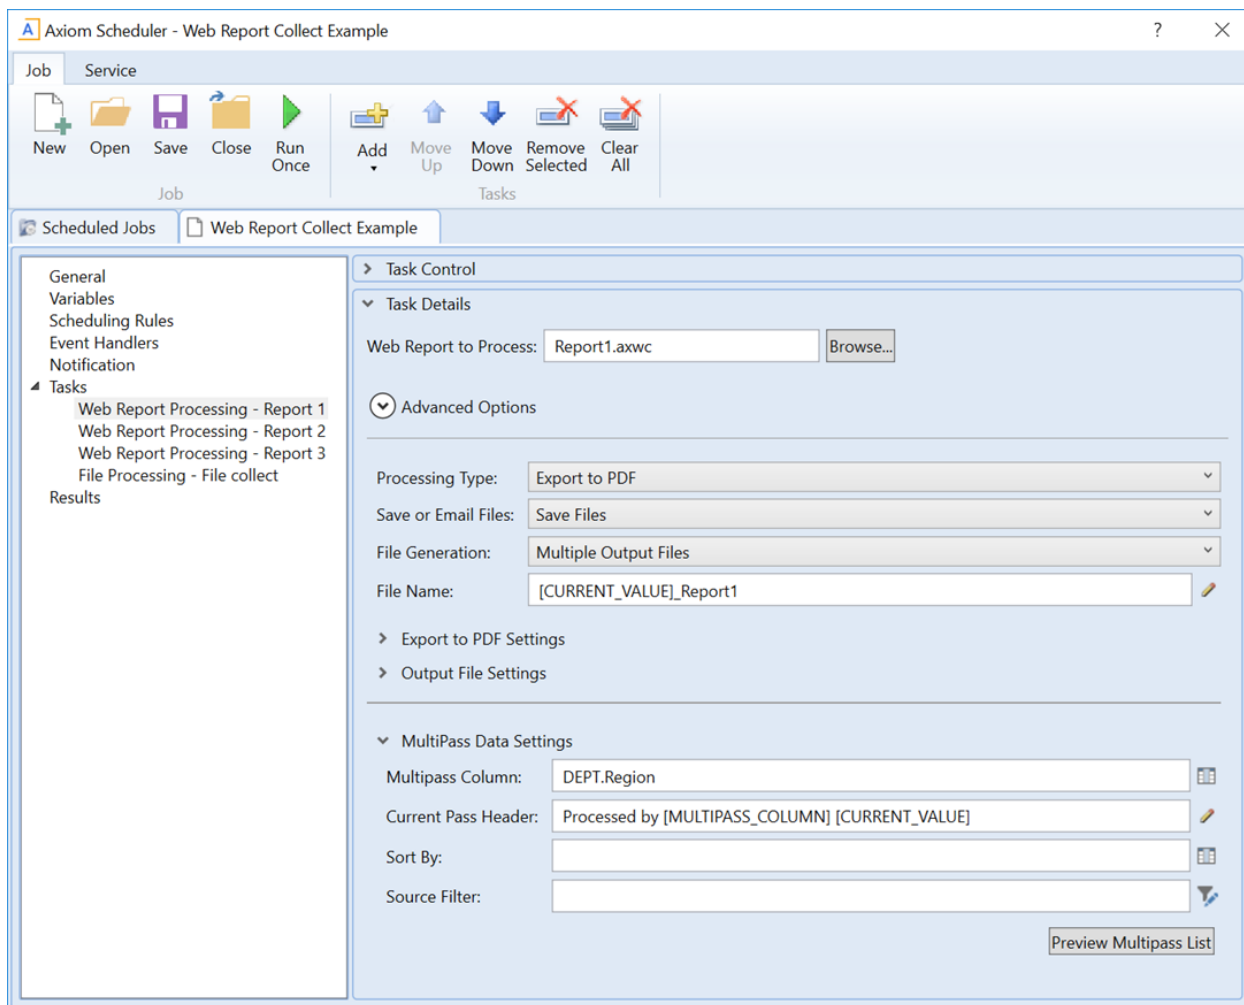 A Axiom Scheduler - Web Report Collect Example ?
Job Service
New Open Save Close Run Once Add Move Up Move Down Remove Selected Clear All
Job Tasks
Scheduled Jobs Web Report Collect Example
General
Variables
Scheduling Rules
Event Handlers
Notification
Tasks
Web Report Processing - Report 1
Web Report Processing - Report 2
Web Report Processing - Report 3
File Processing - File collect
Results
Task Control
Task Details
Web Report to Process: Report1.axwc Browse...
Advanced Options
Processing Type: Export to PDF
Save or Email Files: Save Files
File Generation: Multiple Output Files
File Name: [CURRENT_VALUE]_Report1
Export to PDF Settings
Output File Settings
MultiPass Data Settings
Multipass Column: DEPT.Region
Current Pass Header: Processed by [MULTIPASS_COLUMN] [CURRENT_VALUE]
Sort By:
Source Filter:
Preview Multipass List